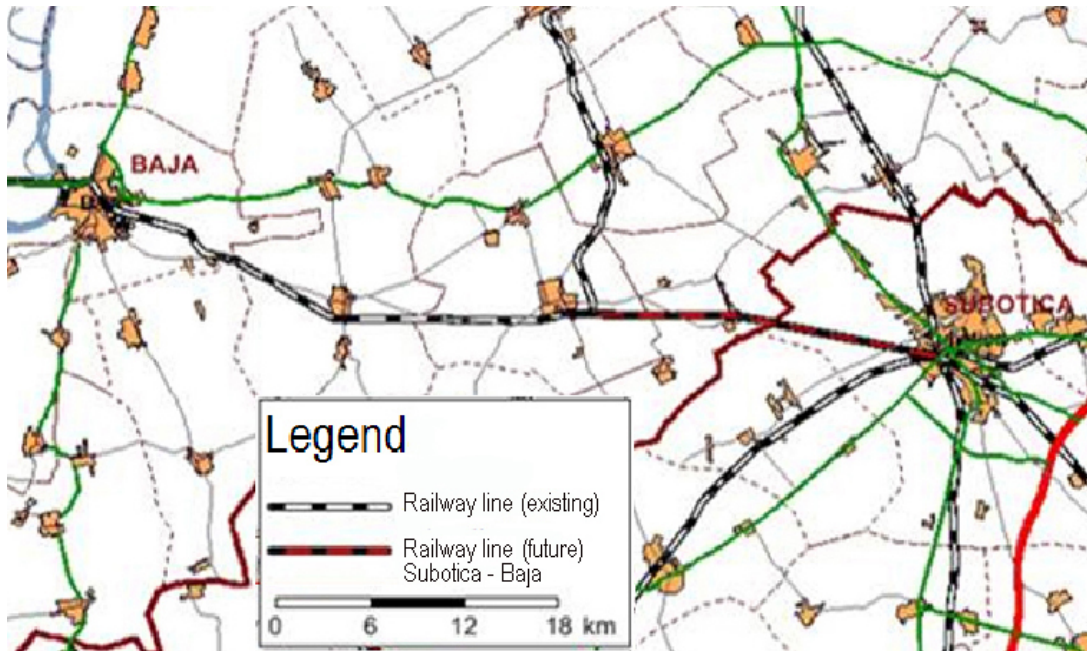 BAJA
SUBOTICA
Legend
Railway line (existing)
Railway line (future)
Subotica - Baja
0 6 12 18 km